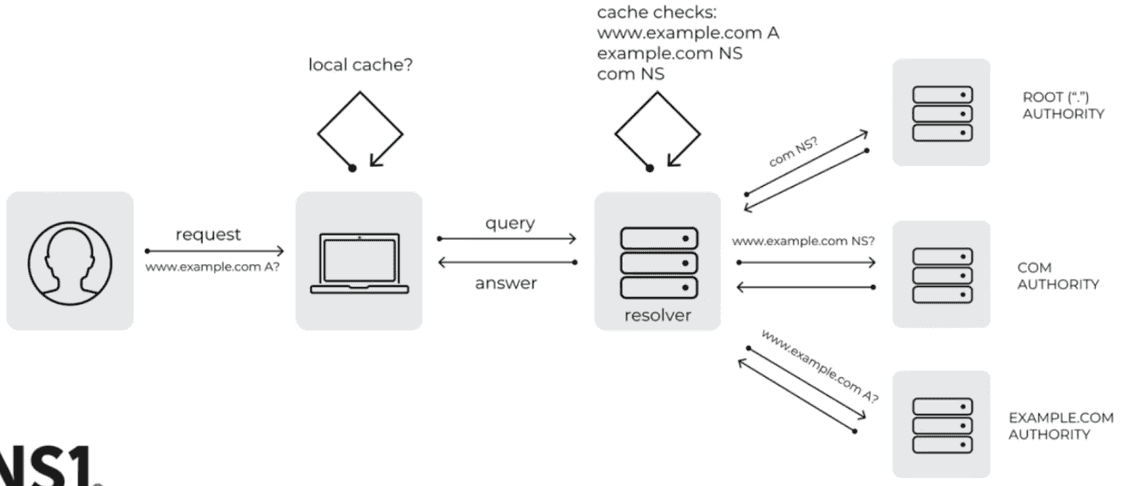 cache checks:
www.example.com A
example.com NS
com NS
local cache?
ROOT (“.”)
AUTHORITY
com NS?
request
www.example.com A?
query
answer
resolver
www.example.com NS?
COM
AUTHORITY
www.example.com A?
EXAMPLE.COM
AUTHORITY
NS1.